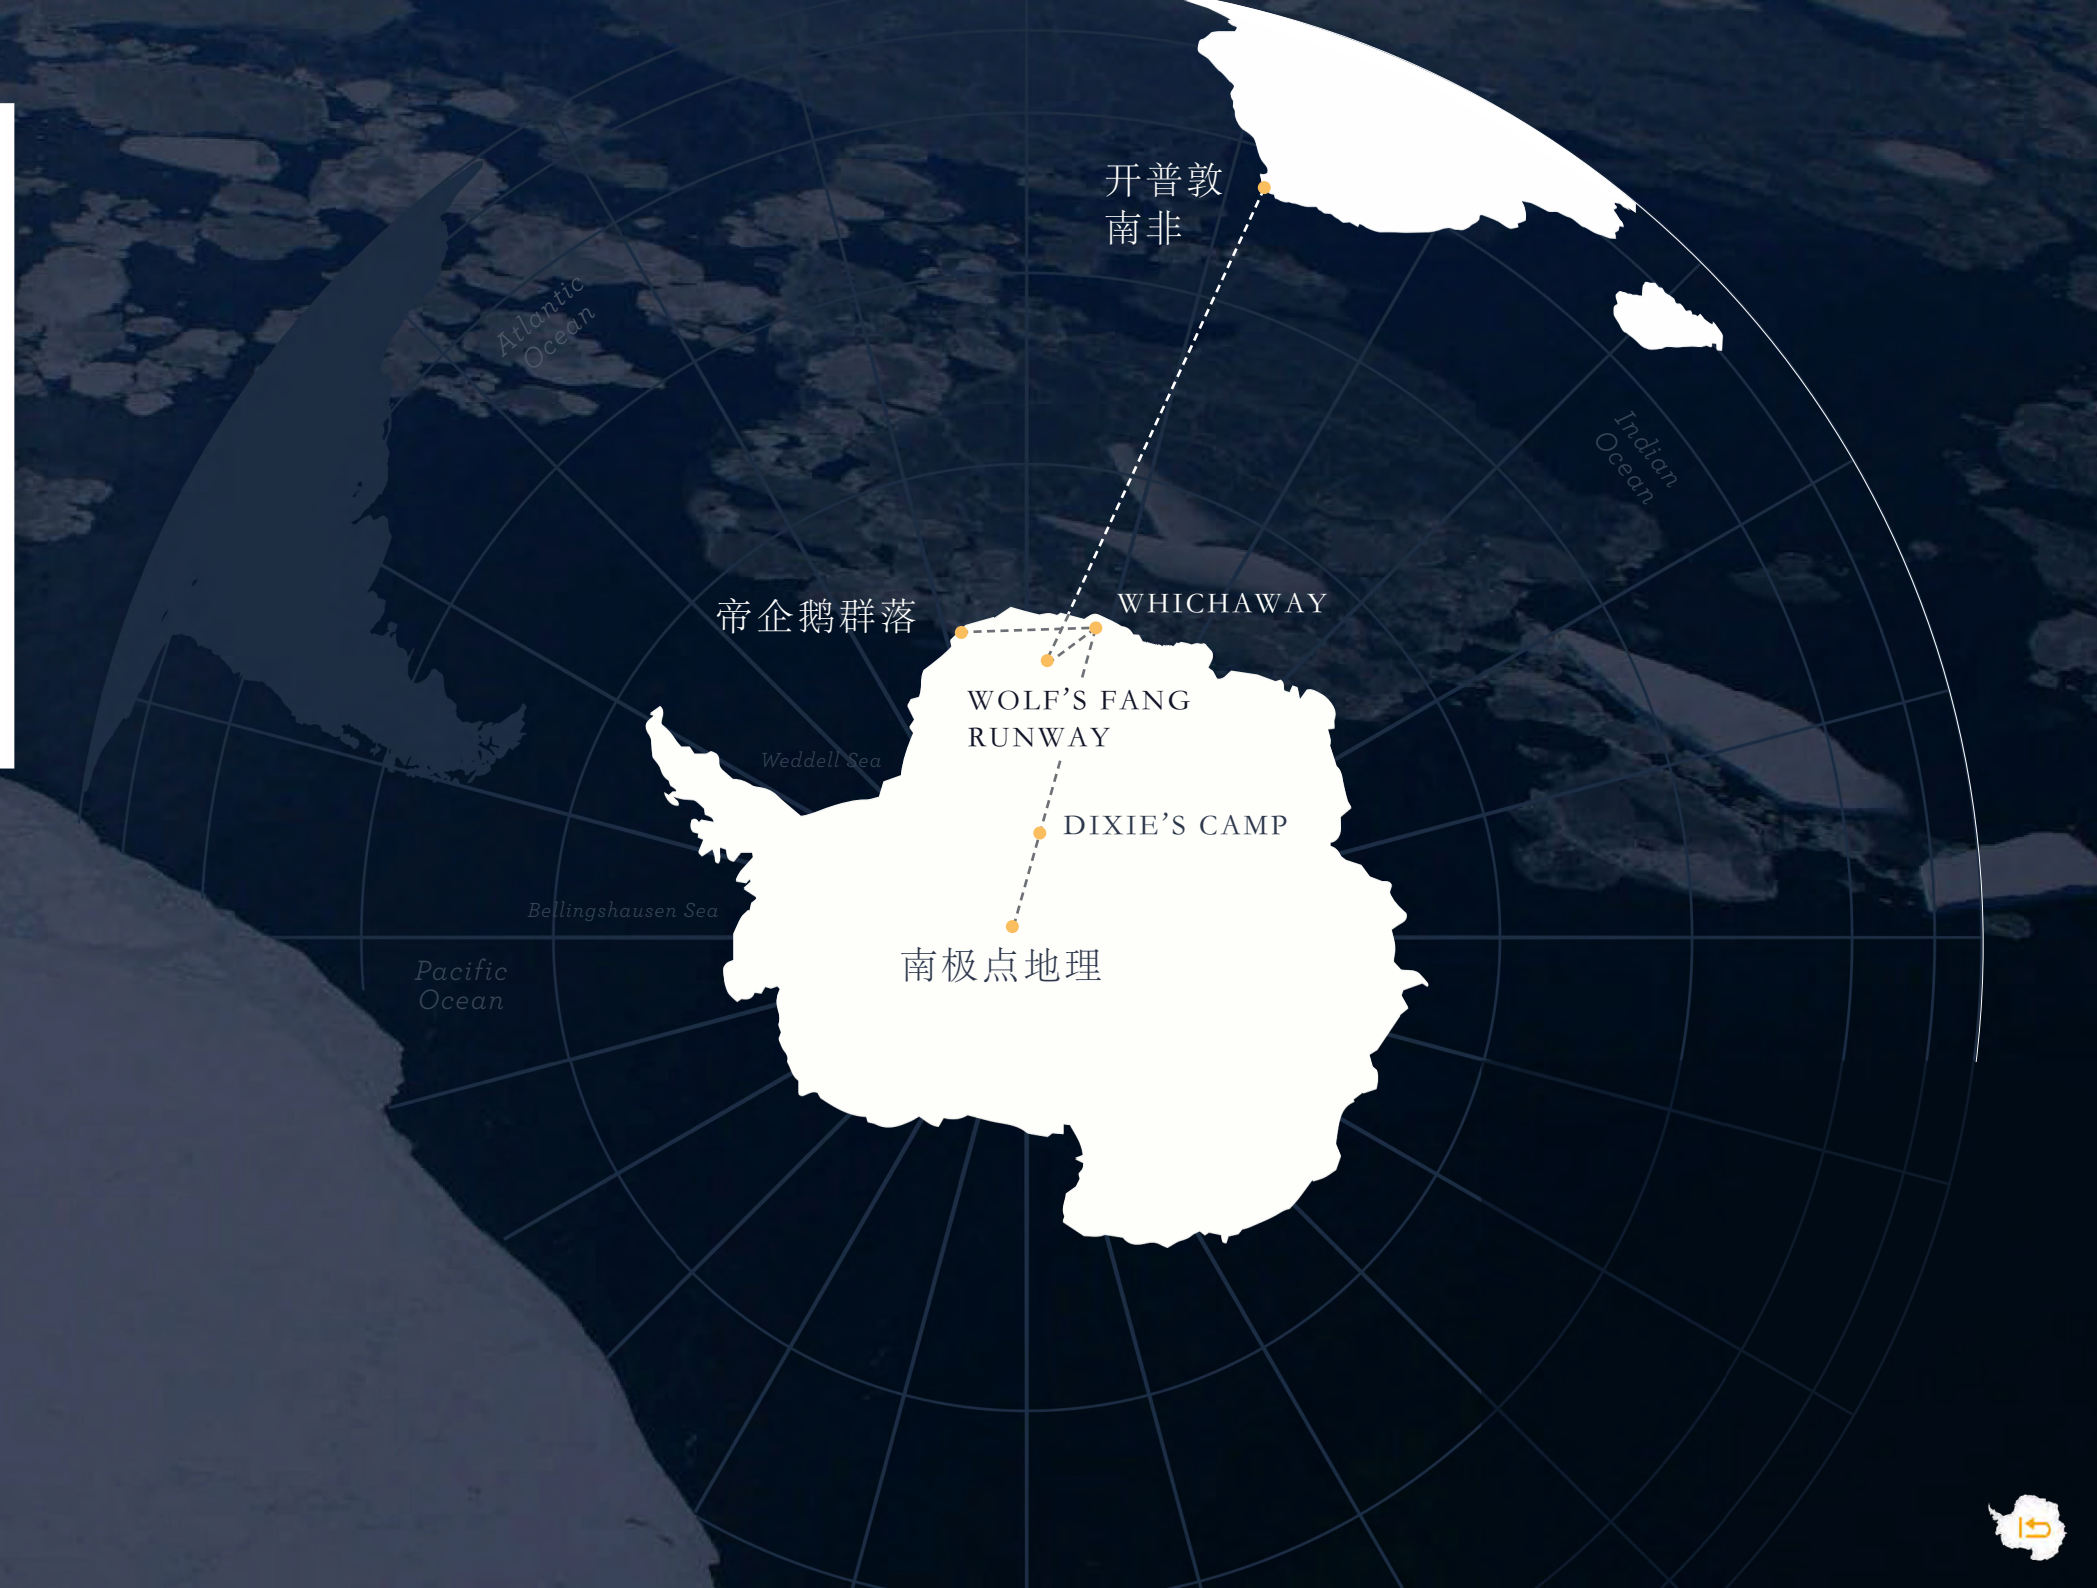 开普敦
南非
Atlantic
Ocean
Indian
Ocean
帝企鹅群落
WHICHAWAY
WOLF’S FANG
RUNWAY
Weddell Sea
DIXIE’S CAMP
Bellingshausen Sea
南极点地理
Pacific
Ocean